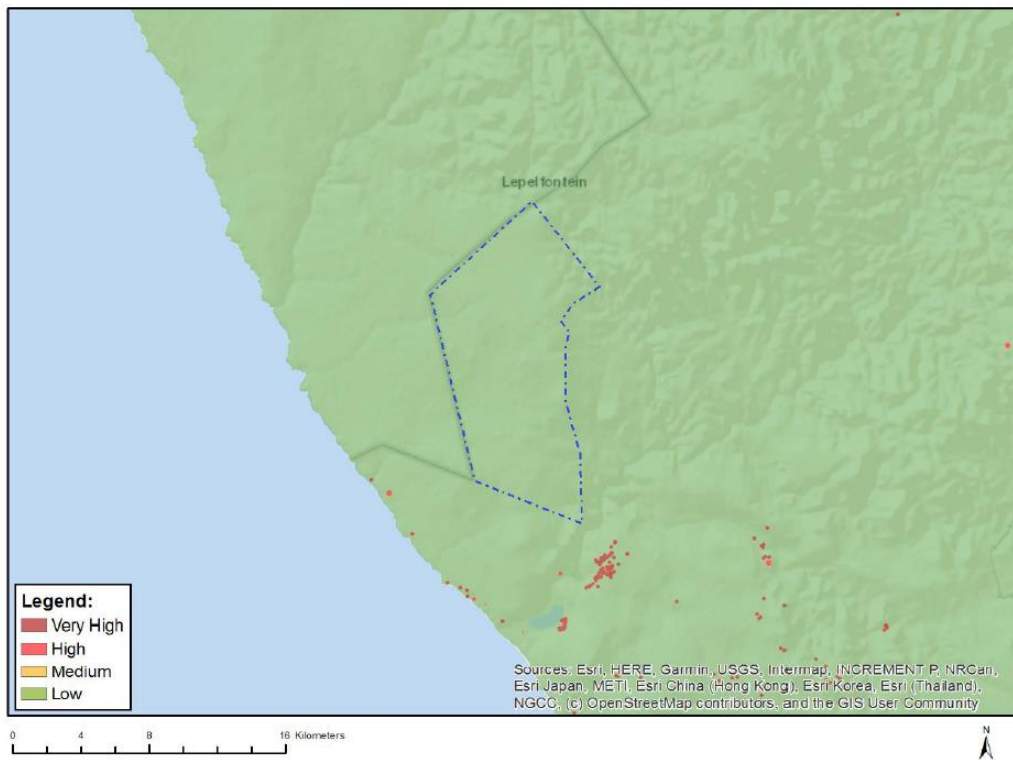 Lepelfontein
Legend:
Very High
High
Medium
Low
Sources: Esri, HERE, Garmin, USGS, Intermap, INCREMENT P, NRCan,
Esri Japan, METI, Esri China (Hong Kong), Esri Korea, Esri (Thailand),
NGCC, (c) OpenStreetMap contributors, and the GIS User Community
0 4 8 16 Kilometers
N